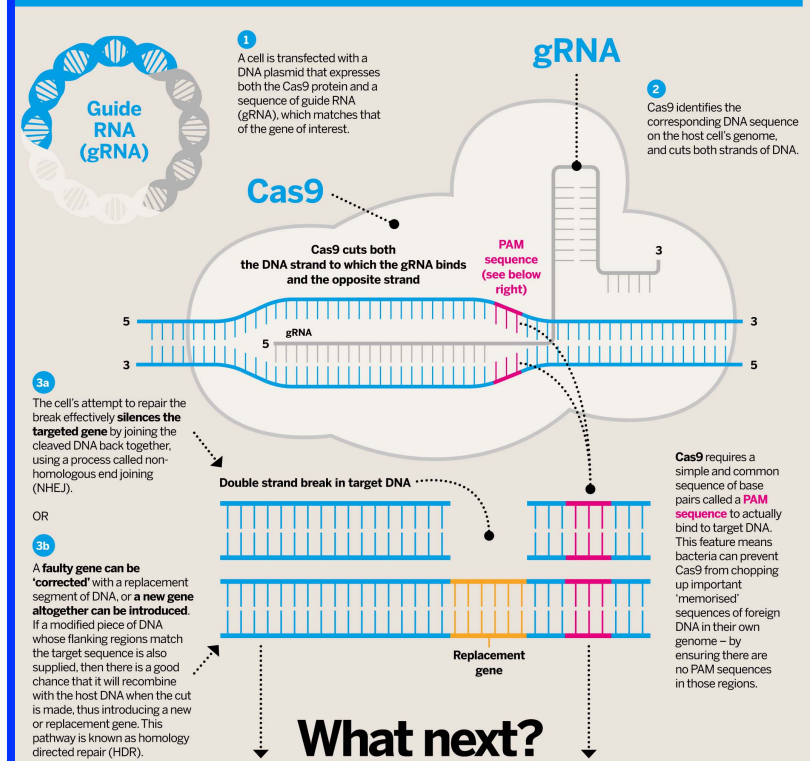 Guide
RNA
(gRNA)
1
A cell is transfected with a
DNA plasmid that expresses
both the Cas9 protein and a
sequence of guide RNA
(gRNA), which matches that
of the gene of interest.
gRNA
2
Cas9 identifies the
corresponding DNA sequence
on the host cell's genome,
and cuts both strands of DNA.
Cas9
Cas9 cuts both
the DNA strand to which the gRNA binds
and the opposite strand
PAM
sequence
(see below
right)
3
5
3
gRNA
5
3
5
3a
The cell's attempt to repair the
break effectively silences the
targeted gene by joining the
cleaved DNA back together,
using a process called non-
homologous end joining
(NHEJ).
OR
3b
A faulty gene can be
'corrected' with a replacement
segment of DNA, or a new gene
altogether can be introduced.
If a modified piece of DNA
whose flanking regions match
the target sequence is also
supplied, then there is a good
chance that it will recombine
with the host DNA when the cut
is made, thus introducing a new
or replacement gene. This
pathway is known as homology
directed repair (HDR).
Double strand break in target DNA
Replacement
gene
Cas9 requires a
simple and common
sequence of base
pairs called a PAM
sequence to actually
bind to target DNA.
This feature means
bacteria can prevent
Cas9 from chopping
up important
'memorised'
sequences of foreign
DNA in their own
genome – by
ensuring there are
no PAM sequences
in those regions.
What next?